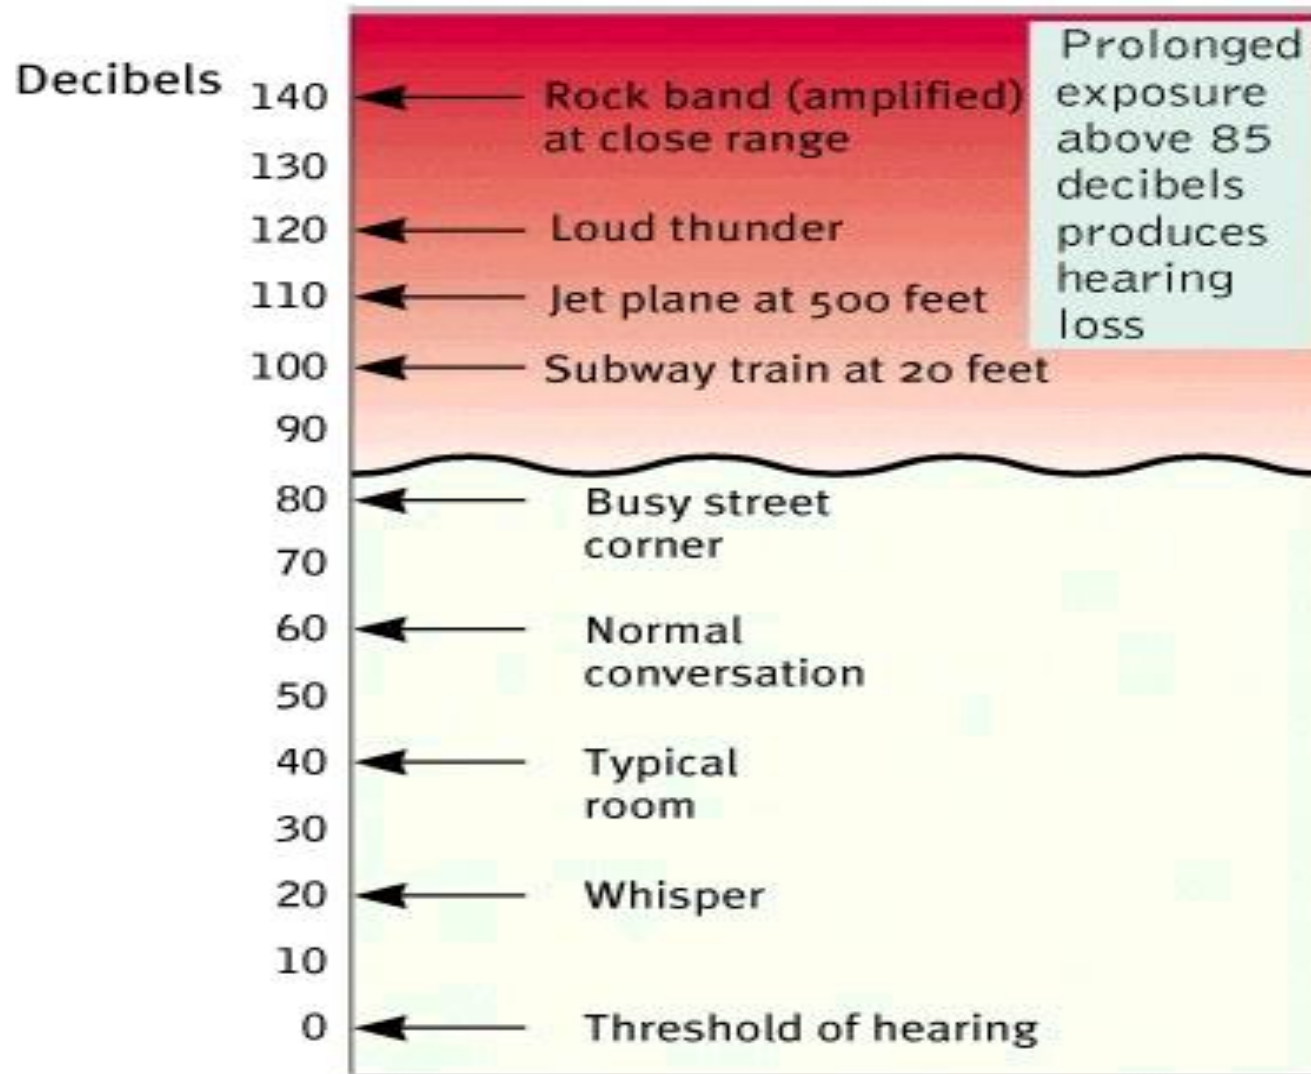 Decibels
140
Rock band (amplified)
at close range
130
120
Loud thunder
110
Jet plane at 500 feet
100
Subway train at 20 feet
90
80
Busy street
corner
70
60
Normal
conversation
50
40
Typical
room
30
20
Whisper
10
0
Threshold of hearing
Prolonged
exposure
above 85
decibels
produces
hearing
loss